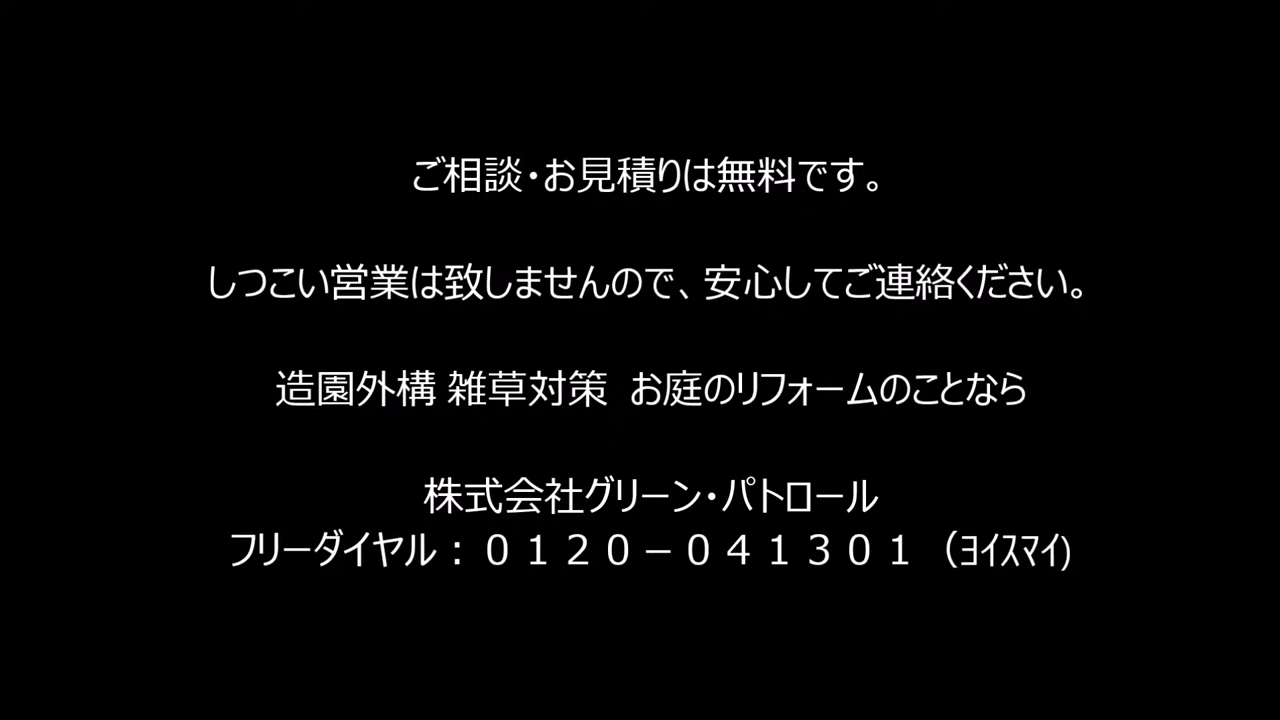 ご相談・お見積りは無料です。
しつこい営業は致しませんので、安心してご連絡ください。
造園外構 雑草対策  お庭のリフォームのことなら
株式会社グリーン・パトロール
フリーダイヤル：０１２０－０４１３０１（ﾖｲｽﾏｲ)